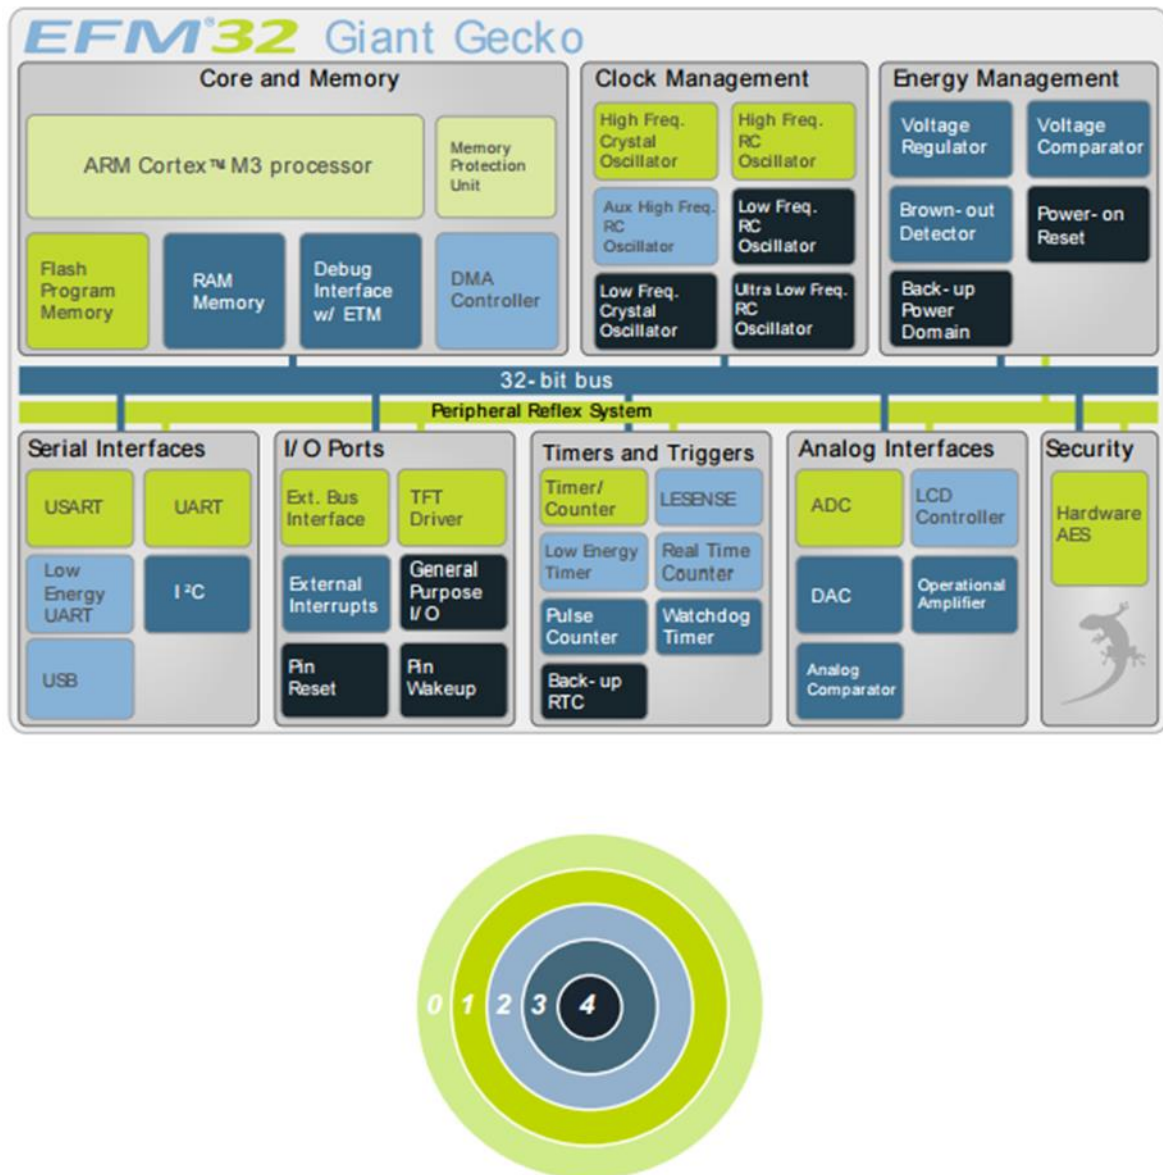 EFM®32 Giant Gecko
Core and Memory
ARM Cortex™ M3 processor
Memory
Protection
Unit
Flash
Program
Memory
RAM
Memory
Debug
Interface
w/ ETM
DMA
Controller
Clock Management
High Freq.
Crystal
Oscillator
High Freq.
RC
Oscillator
Aux High Freq.
RC
Oscillator
Low Freq.
RC
Oscillator
Low Freq.
Crystal
Oscillator
Ultra Low Freq.
RC
Oscillator
Energy Management
Voltage
Regulator
Voltage
Comparator
Brown-out
Detector
Power-on
Reset
Back-up
Power
Domain
32-bit bus
Peripheral Reflex System
Serial Interfaces
USART
UART
Low
Energy
UART
I²C
USB
I/O Ports
Ext. Bus
Interface
TFT
Driver
External
Interrupts
General
Purpose
I/O
Pin
Reset
Pin
Wakeup
Timers and Triggers
Timer/
Counter
LESENSE
Low Energy
Timer
Real Time
Counter
Pulse
Counter
Watchdog
Timer
Back-up
RTC
Analog Interfaces
ADC
LCD
Controller
DAC
Operational
Amplifier
Analog
Comparator
Security
Hardware
AES
0 1 2 3 4